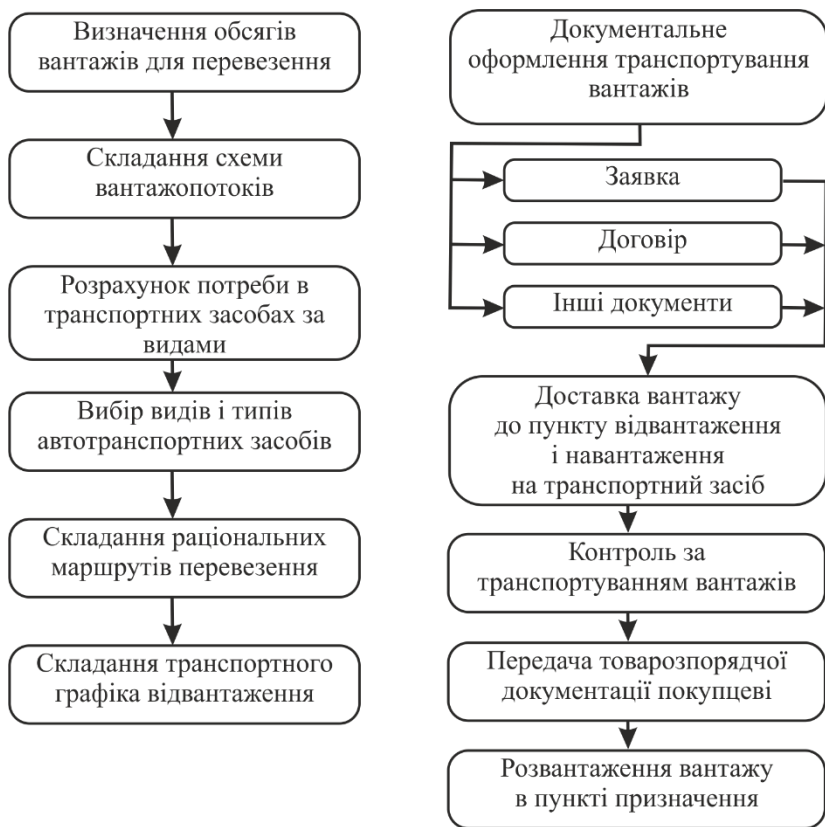 Визначення обсягів
вантажів для перевезення
Складання схеми
вантажопотоків
Розрахунок потреби в
транспортних засобах за
видами
Вибір видів і типів
автотранспортних засобів
Складання раціональних
маршрутів перевезення
Складання транспортного
графіка відвантаження
Документальне
оформлення транспортування
вантажів
Заявка
Договір
Інші документи
Доставка вантажу
до пункту відвантаження
і навантаження
на транспортний засіб
Контроль за
транспортуванням вантажів
Передача товарозпорядчої
документації покупцеві
Розвантаження вантажу
в пункті призначення